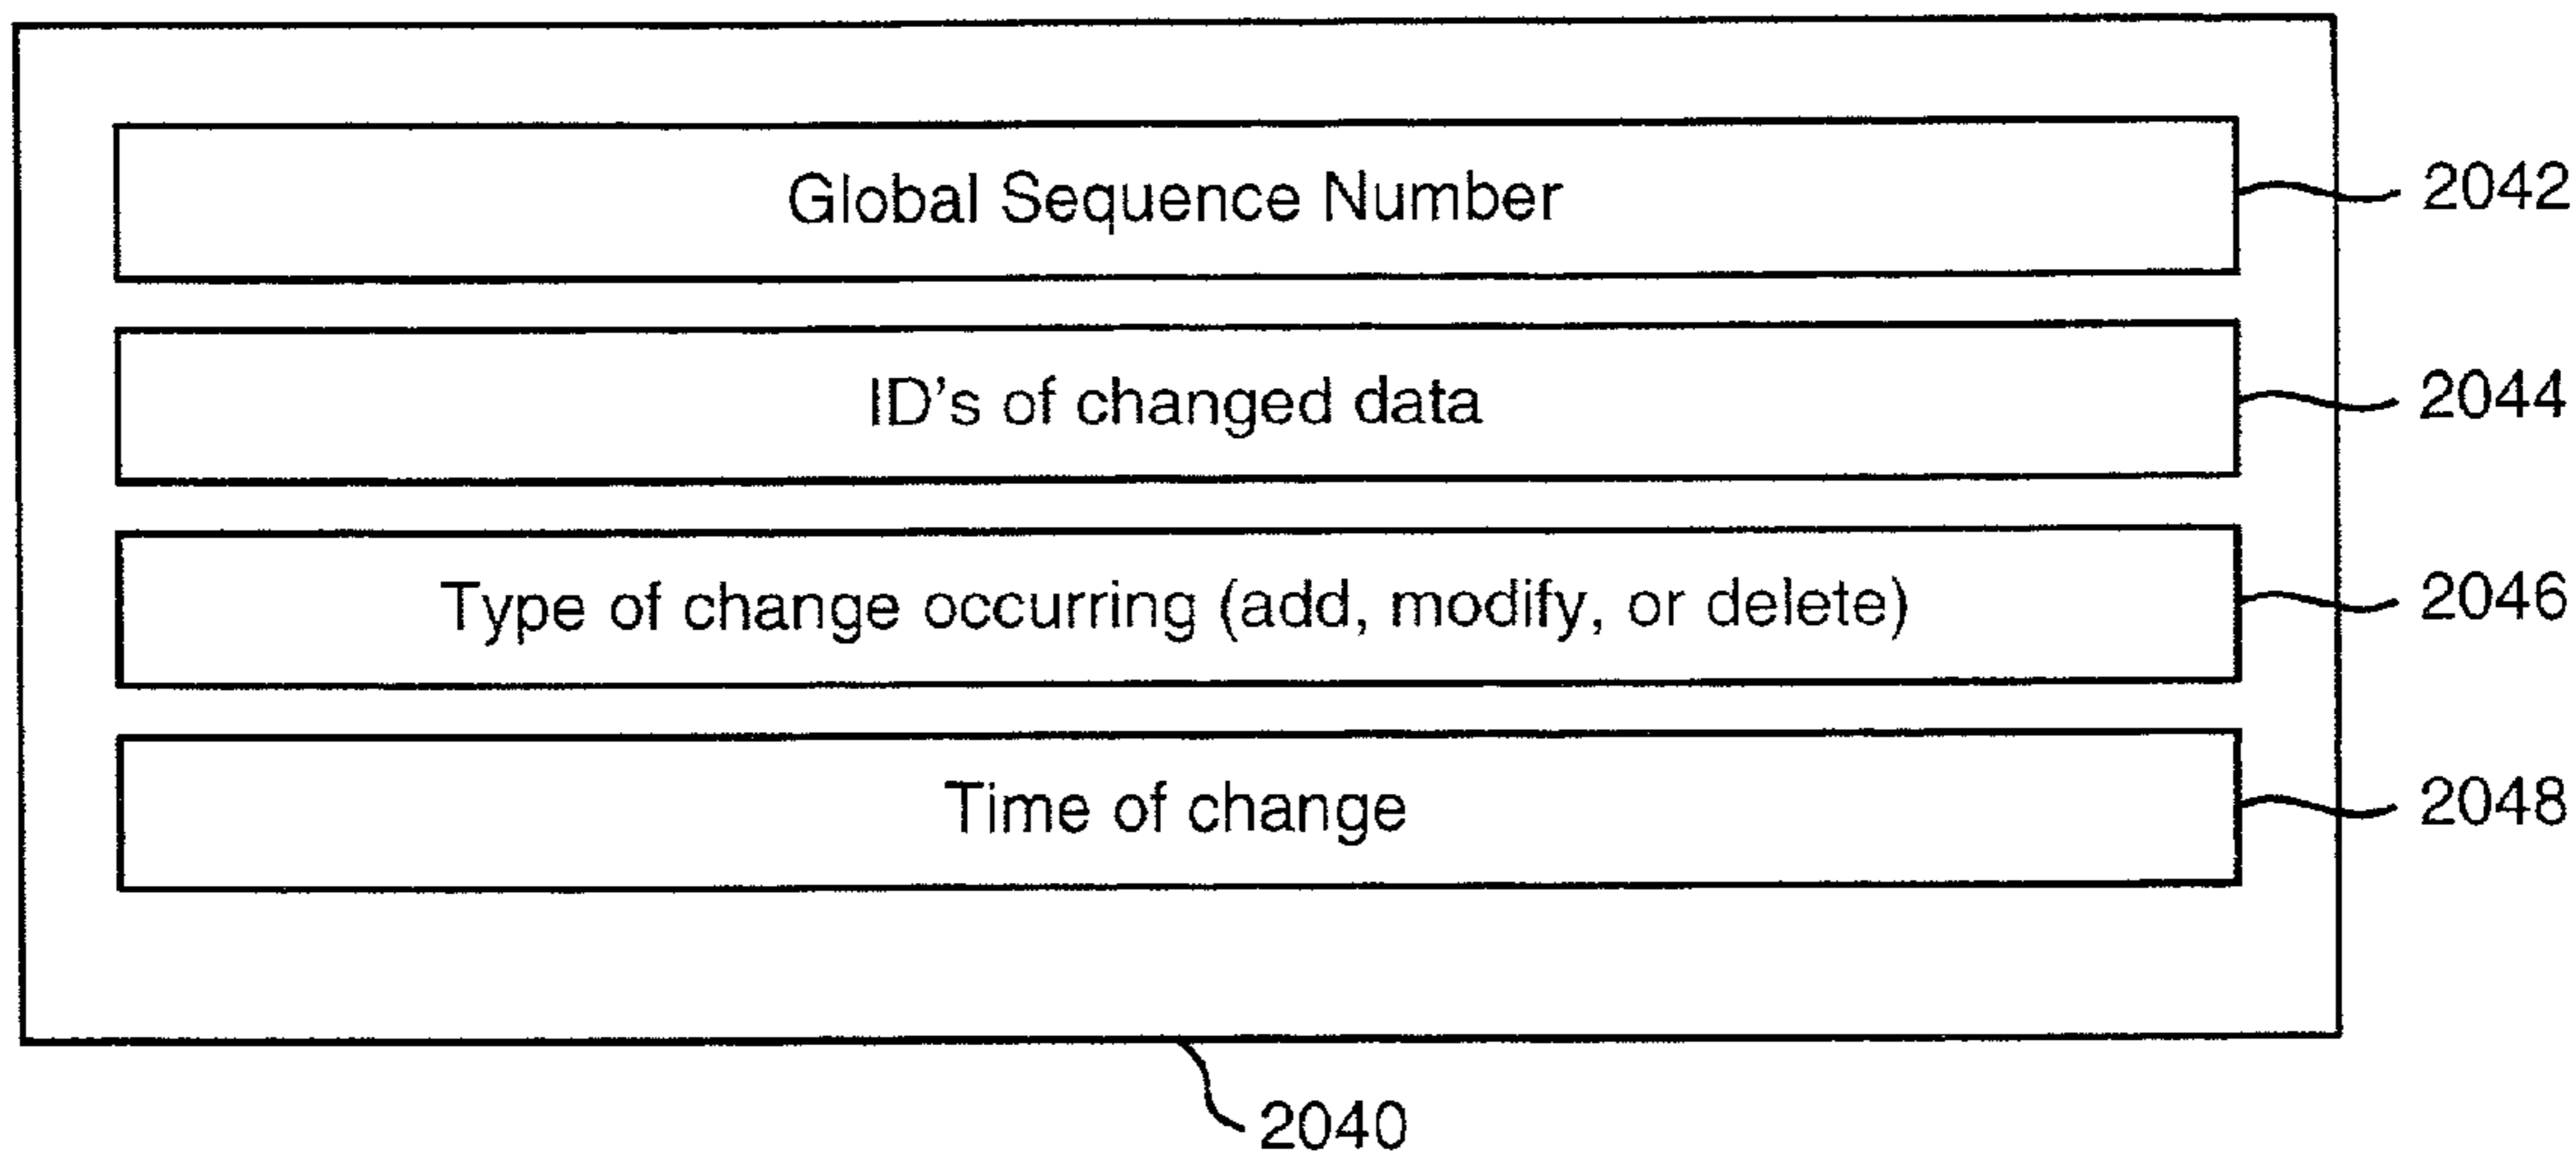 Global Sequence Number
2042
ID's of changed data
2044
Type of change occurring (add, modify, or delete)
2046
Time of change
2048
2040